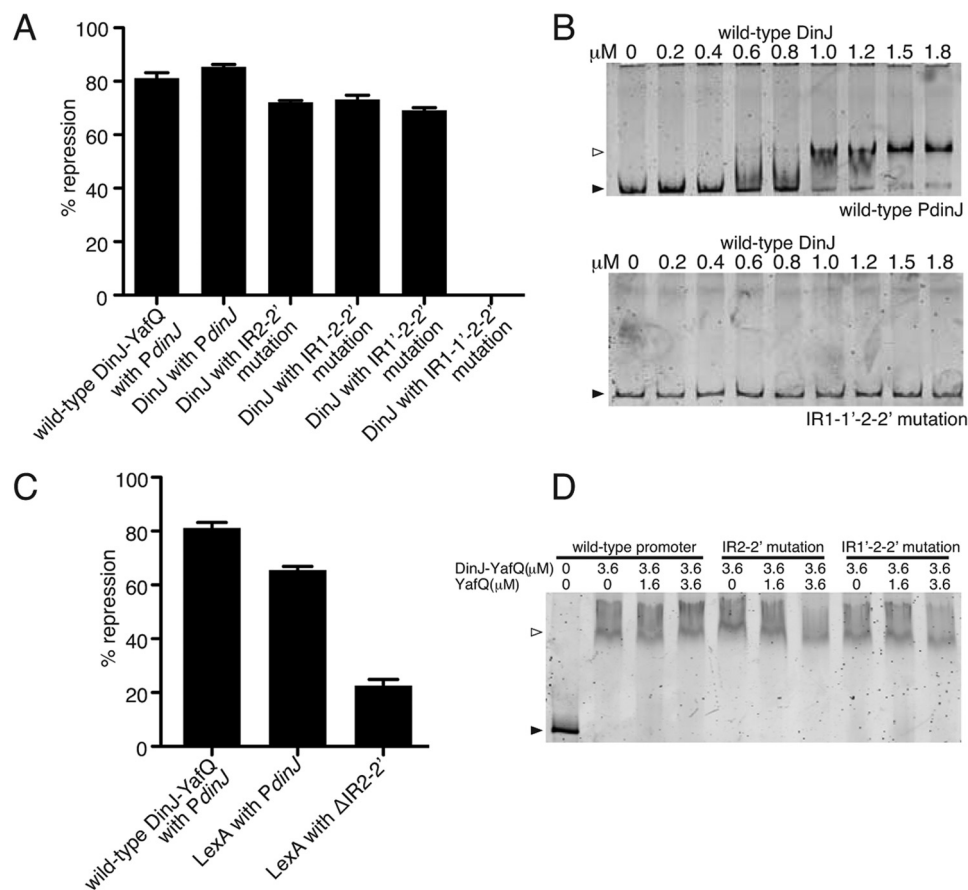 A
% repression
100
80
60
40
20
0
wild-type DinJ-YafQ
with PdinJ
DinJ with PdinJ
DinJ with IR2-2'
mutation
DinJ with IR1-2-2'
mutation
DinJ with IR1'-2-2'
mutation
DinJ with IR1-1'-2-2'
mutation
B
wild-type DinJ
μM 0 0.2 0.4 0.6 0.8 1.0 1.2 1.5 1.8
wild-type PdinJ
wild-type DinJ
μM 0 0.2 0.4 0.6 0.8 1.0 1.2 1.5 1.8
IR1-1'-2-2' mutation
C
% repression
100
80
60
40
20
0
wild-type DinJ-YafQ
with PdinJ
LexA with PdinJ
LexA with ΔIR2-2'
D
wild-type promoter IR2-2' mutation IR1'-2-2' mutation
DinJ-YafQ(μM) 0 3.6 3.6 3.6 3.6 3.6 3.6 3.6 3.6 3.6
YafQ(μM) 0 0 1.6 3.6 0 1.6 3.6 0 1.6 3.6